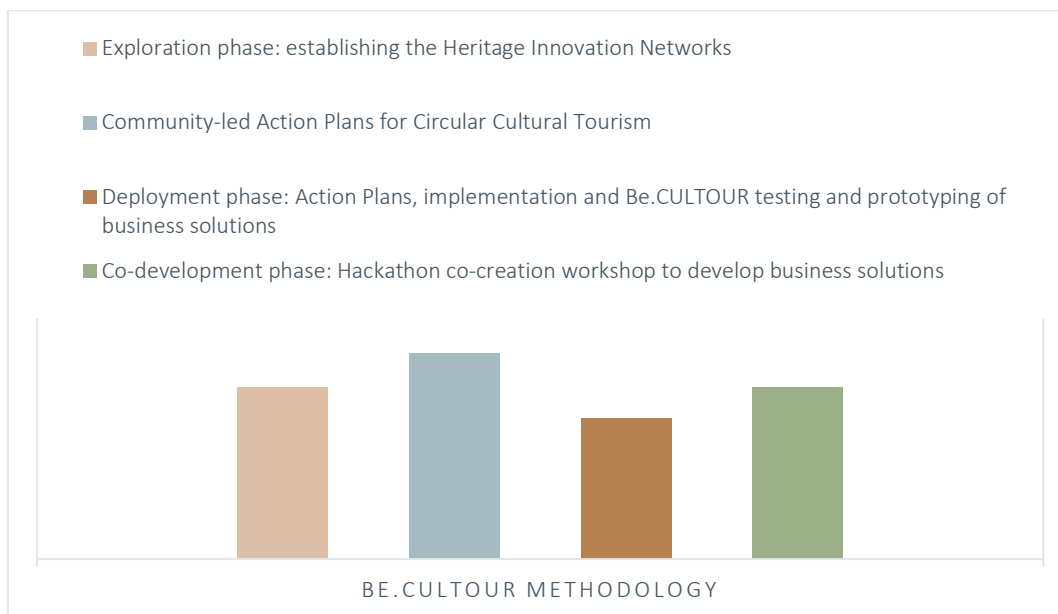 Exploration phase: establishing the Heritage Innovation Networks
Community-led Action Plans for Circular Cultural Tourism
Deployment phase: Action Plans, implementation and Be.CULTOUR testing and prototyping of
business solutions
Co-development phase: Hackathon co-creation workshop to develop business solutions
BE.CULTOUR METHODOLOGY